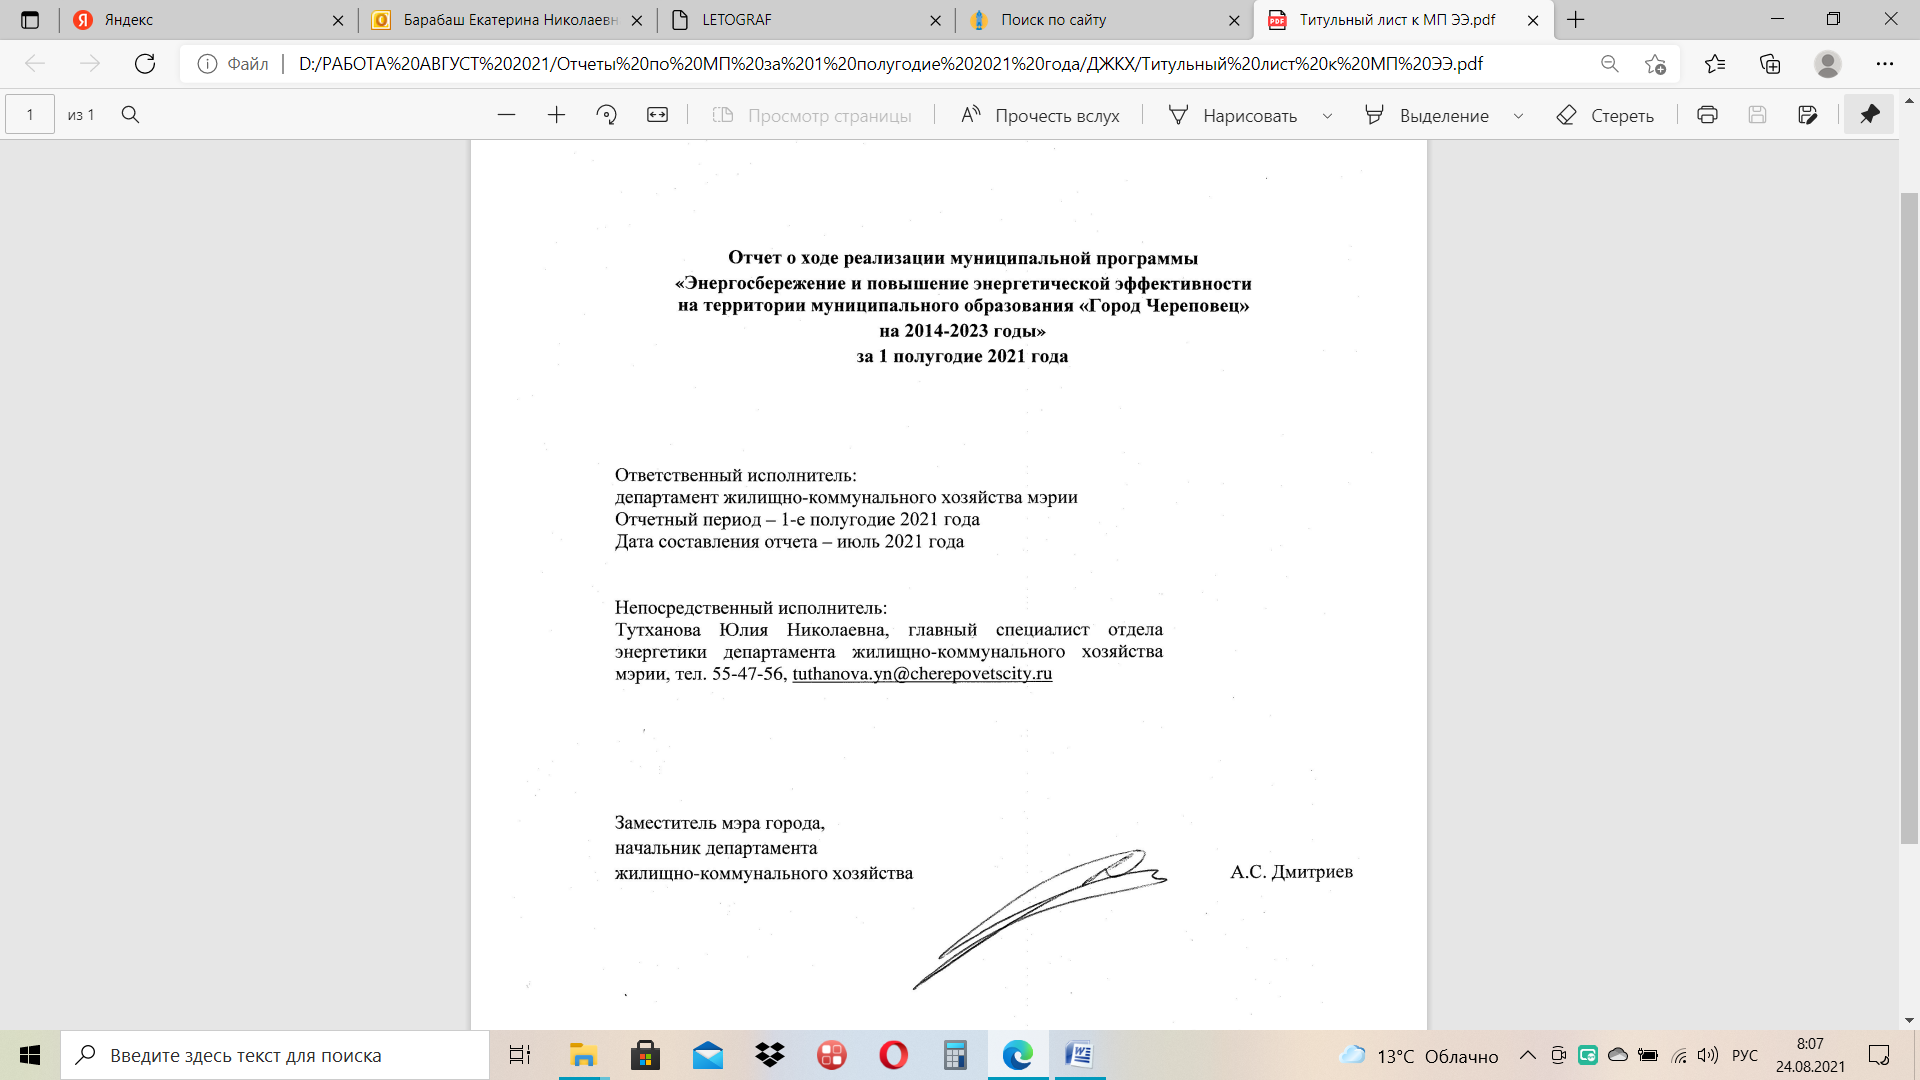 Яндекс
Барабаш Екатерина Николаевн
LETOGRAF
Поиск по сайту
Титульный лист к МП ЭЭ.pdf
Файл
D:/РАБОТА%20АВГУСТ%202021/Отчеты%20по%20МП%20за%201%20полугодие%202021%20года/ДЖКХ/Титульный%20лист%20к%20МП%20ЭЭ.pdf
1 из 1
Просмотр страницы
Прочесть вслух
Нарисовать
Выделение
Стереть
Отчет о ходе реализации муниципальной программы
«Энергосбережение и повышение энергетической эффективности
на территории муниципального образования «Город Череповец»
на 2014-2023 годы»
за 1 полугодие 2021 года
Ответственный исполнитель:
департамент жилищно-коммунального хозяйства мэрии
Отчетный период – 1-е полугодие 2021 года
Дата составления отчета – июль 2021 года
Непосредственный исполнитель:
Тутханова Юлия Николаевна, главный специалист отдела
энергетики департамента жилищно-коммунального хозяйства
мэрии, тел. 55-47-56, tuthanova.yn@cherepovetscity.ru
Заместитель мэра города,
начальник департамента
жилищно-коммунального хозяйства
А.С. Дмитриев
Введите здесь текст для поиска
13°C Облачно
РУС
8:07
24.08.2021